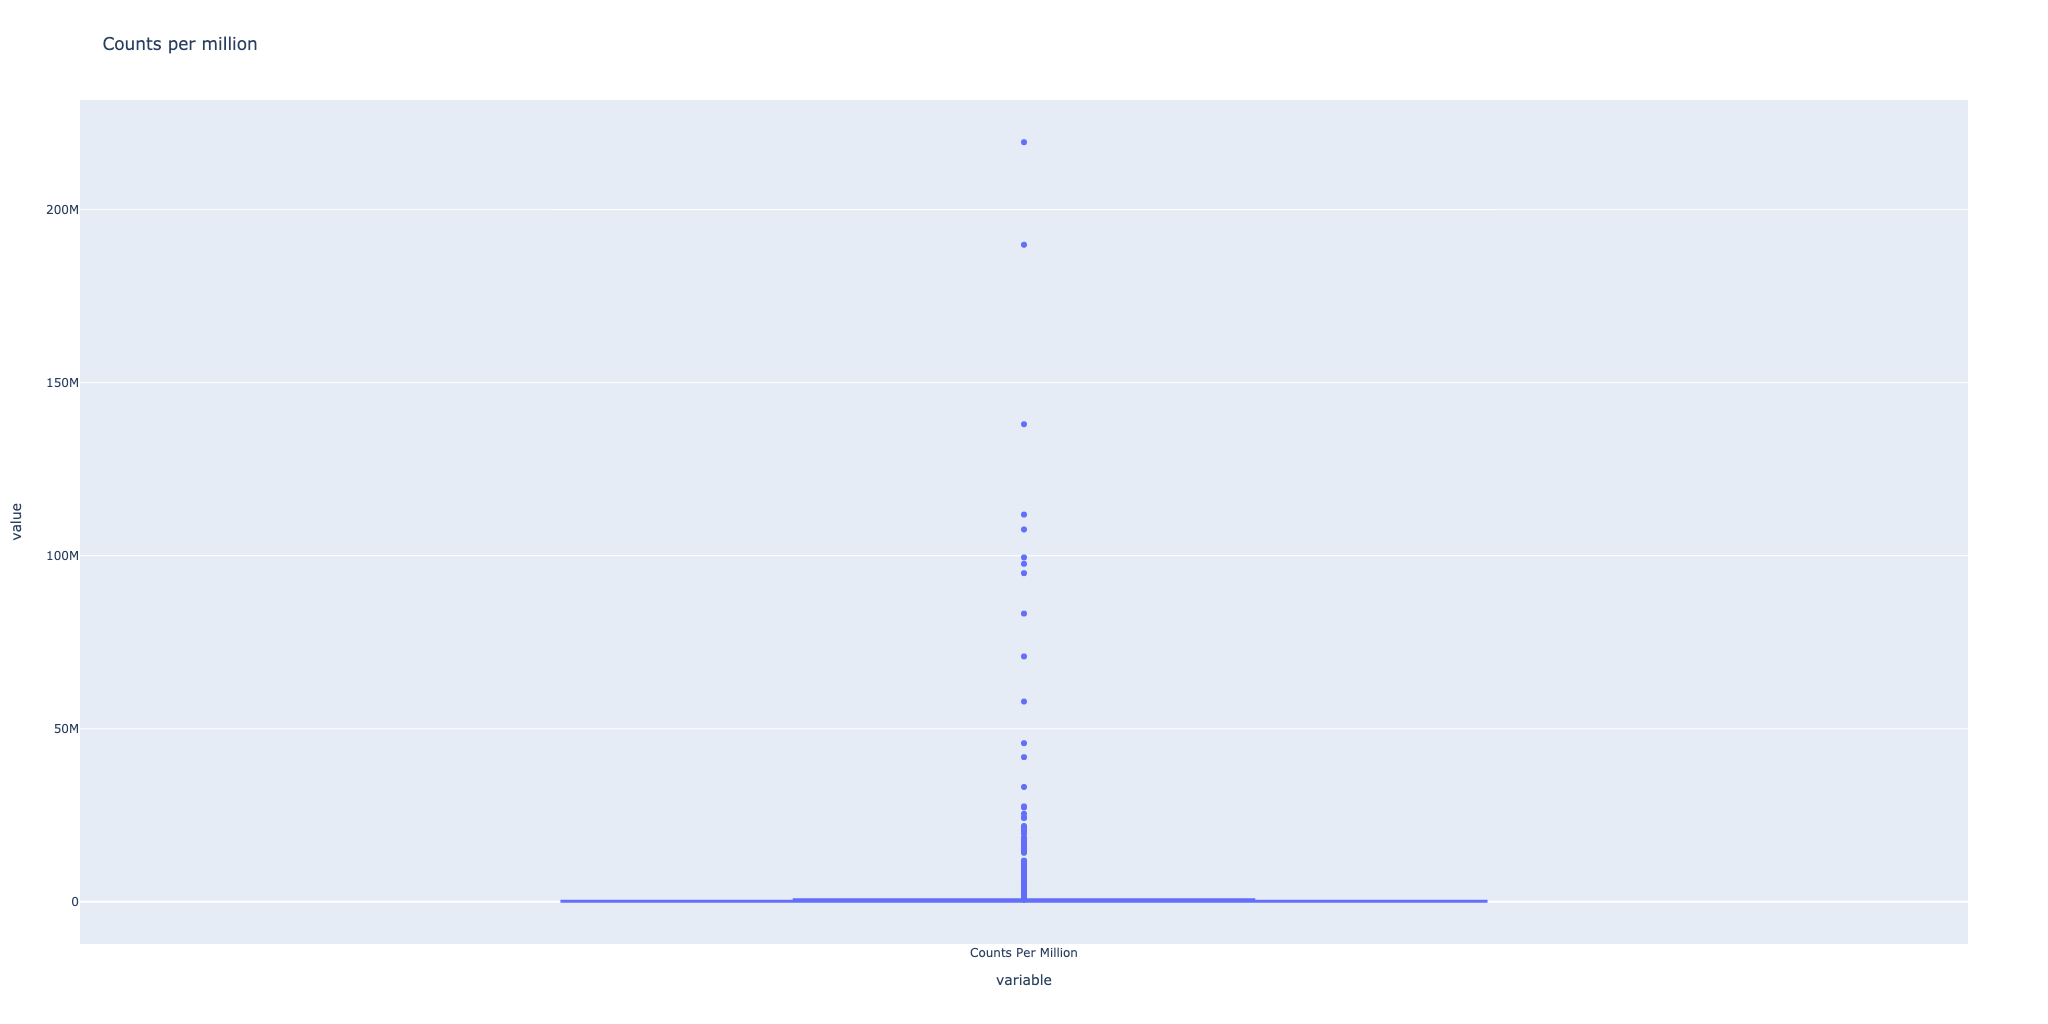 Counts per million
200M
150M
100M
50M
0
value
Counts Per Million
variable